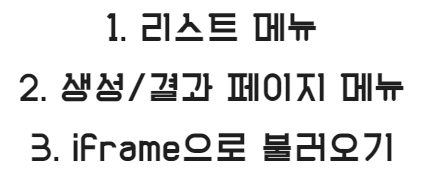 1. 리스트 메뉴
2. 생성/결과 페이지 메뉴
3. iframe으로 불러오기